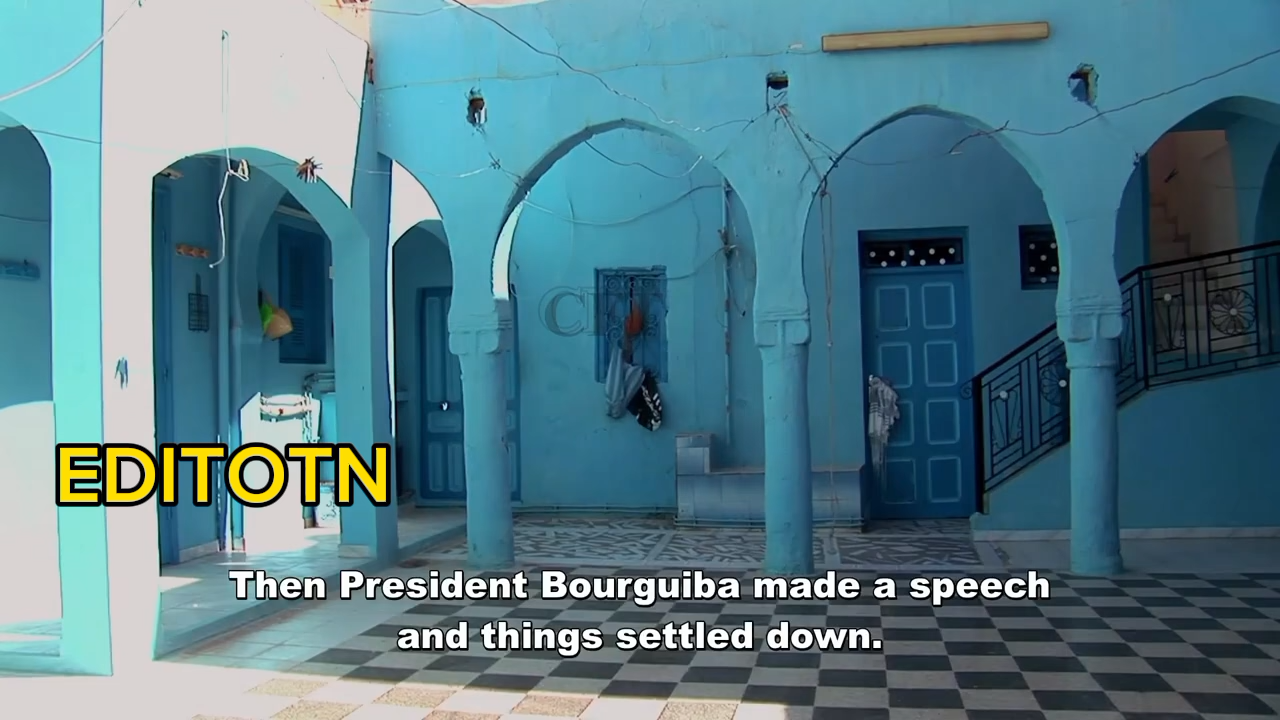 EDITOTN
Then President Bourguiba made a speech
and things settled down.